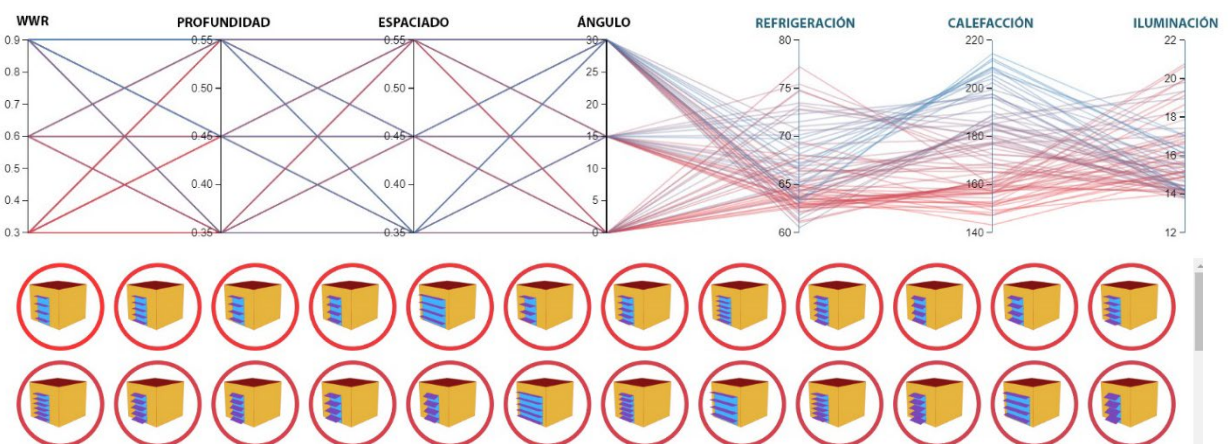 WWR PROFUNDIDAD ESPACIADO ÁNGULO REFRIGERACIÓN CALEFACCIÓN ILUMINACIÓN
0.9 0.55 0.55 30 80 220 22
0.8 25 75 200 20
0.7 0.50 0.50 20 70 180 18
0.6 0.45 0.45 15 16
0.5 10 65 160 14
0.4 0.40 0.40 5
0.3 0.35 0.35 0 60 140 12